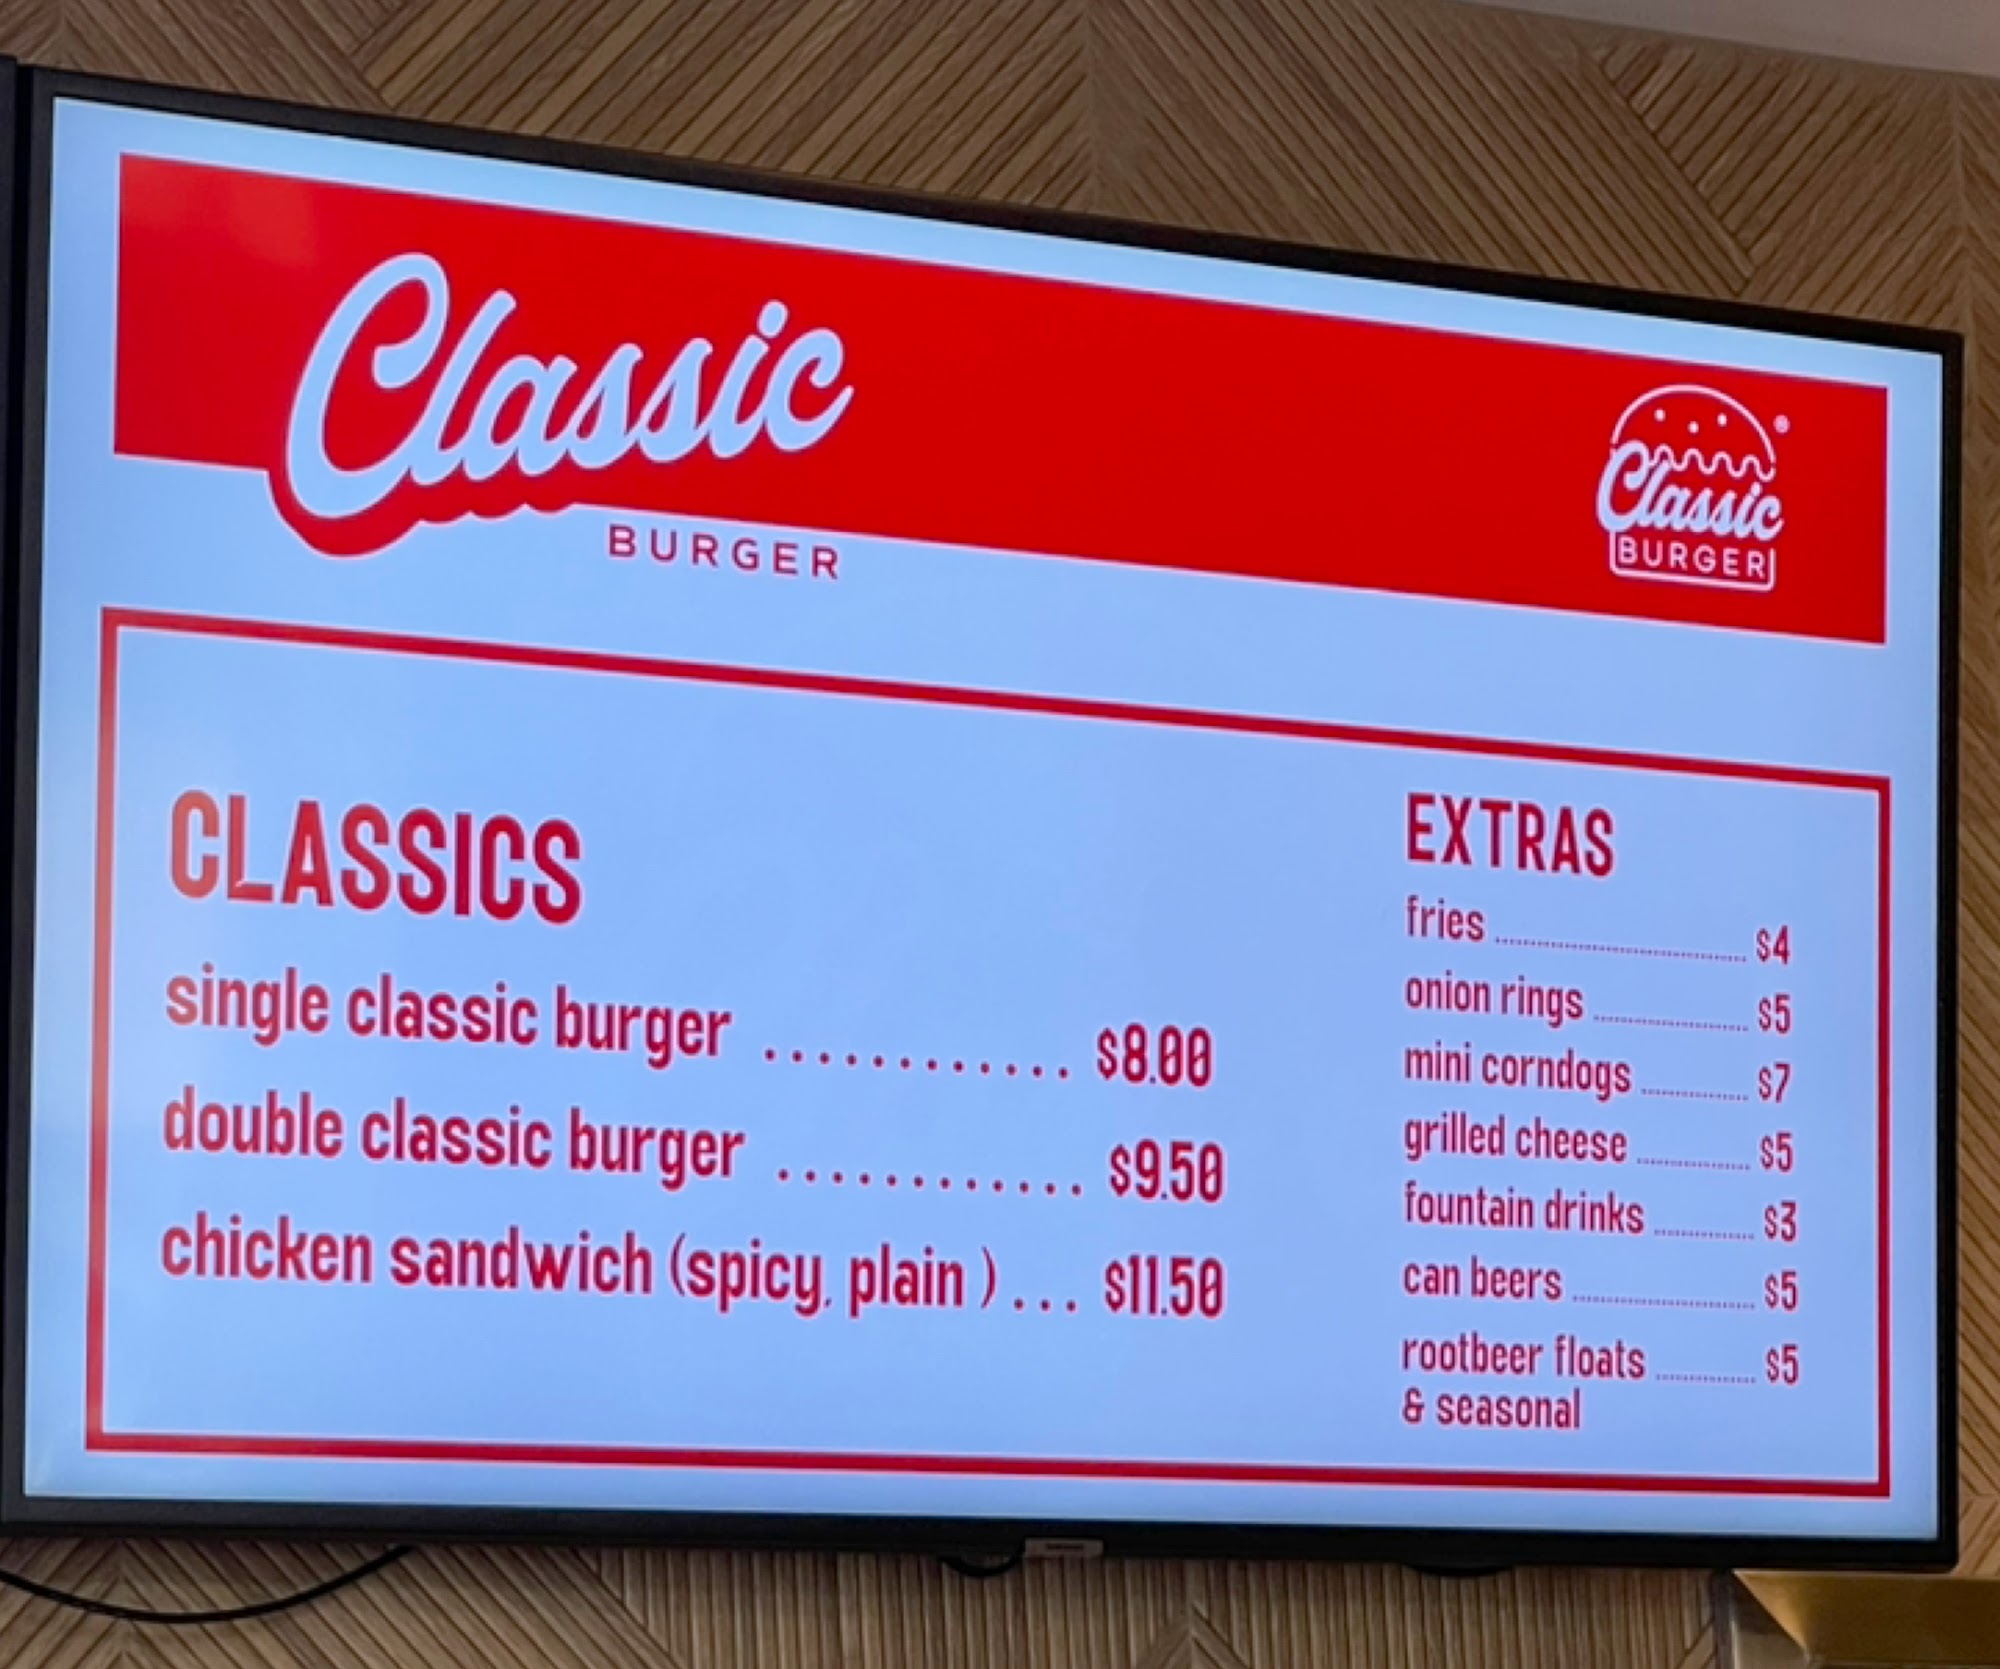 Classic
BURGER
Classic
BURGER
CLASSICS
single classic burger ............ $8.00
double classic burger ............ $9.50
chicken sandwich (spicy, plain ) ... $11.50
EXTRAS
fries ........ $4
onion rings ........ $5
mini corndogs ........ $7
grilled cheese ........ $5
fountain drinks ........ $3
can beers ........ $5
rootbeer floats ........ $5
& seasonal